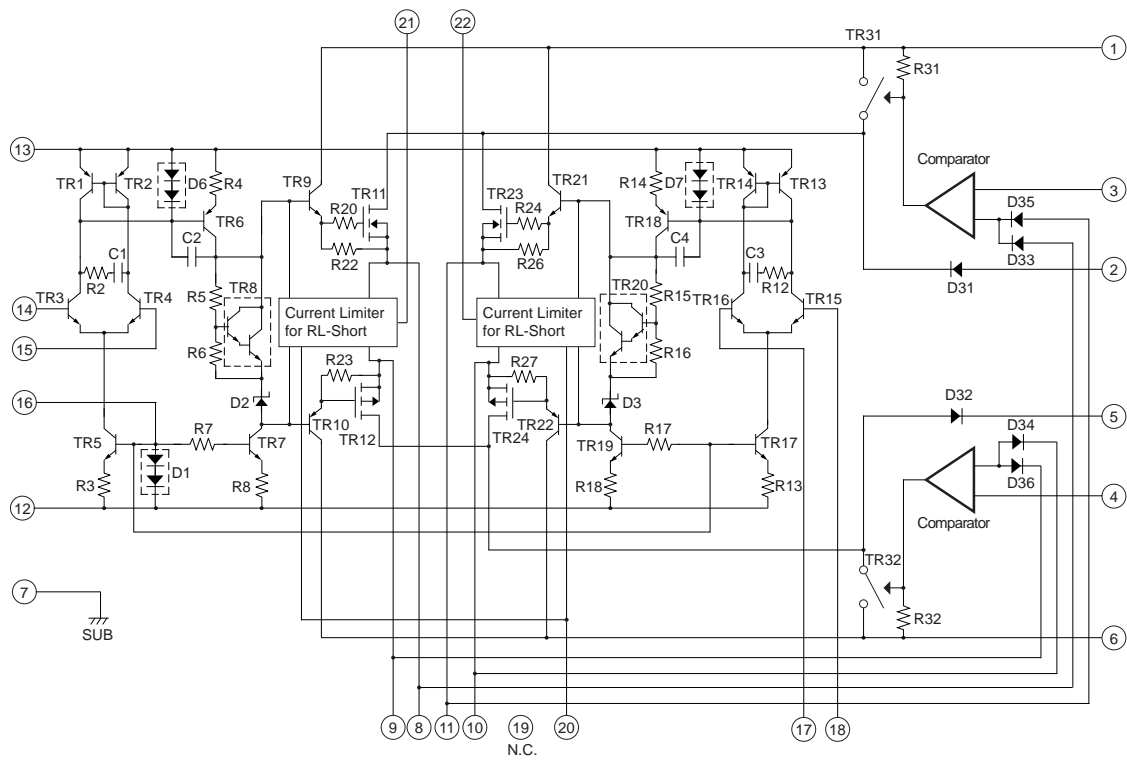 21
22
TR31
1
R31
13
Comparator
TR1
TR2
D6
R4
TR9
TR11
TR23
TR21
R14
D7
TR14
TR13
3
R20
R24
D35
TR6
TR18
C2
C4
D33
R22
R26
C1
C3
2
R2
R12
D31
R5
TR8
TR20
R15
TR3
TR4
TR16
TR15
14
Current Limiter
for RL-Short
Current Limiter
for RL-Short
18
15
R6
R16
17
R23
R27
D2
D3
D32
16
5
TR10
TR12
TR24
TR22
D34
R7
R17
TR5
TR7
TR19
TR17
D1
D36
R3
R8
R18
R13
12
4
Comparator
TR32
7
SUB
R32
6
9
8
11
10
19
N.C.
20
17
18